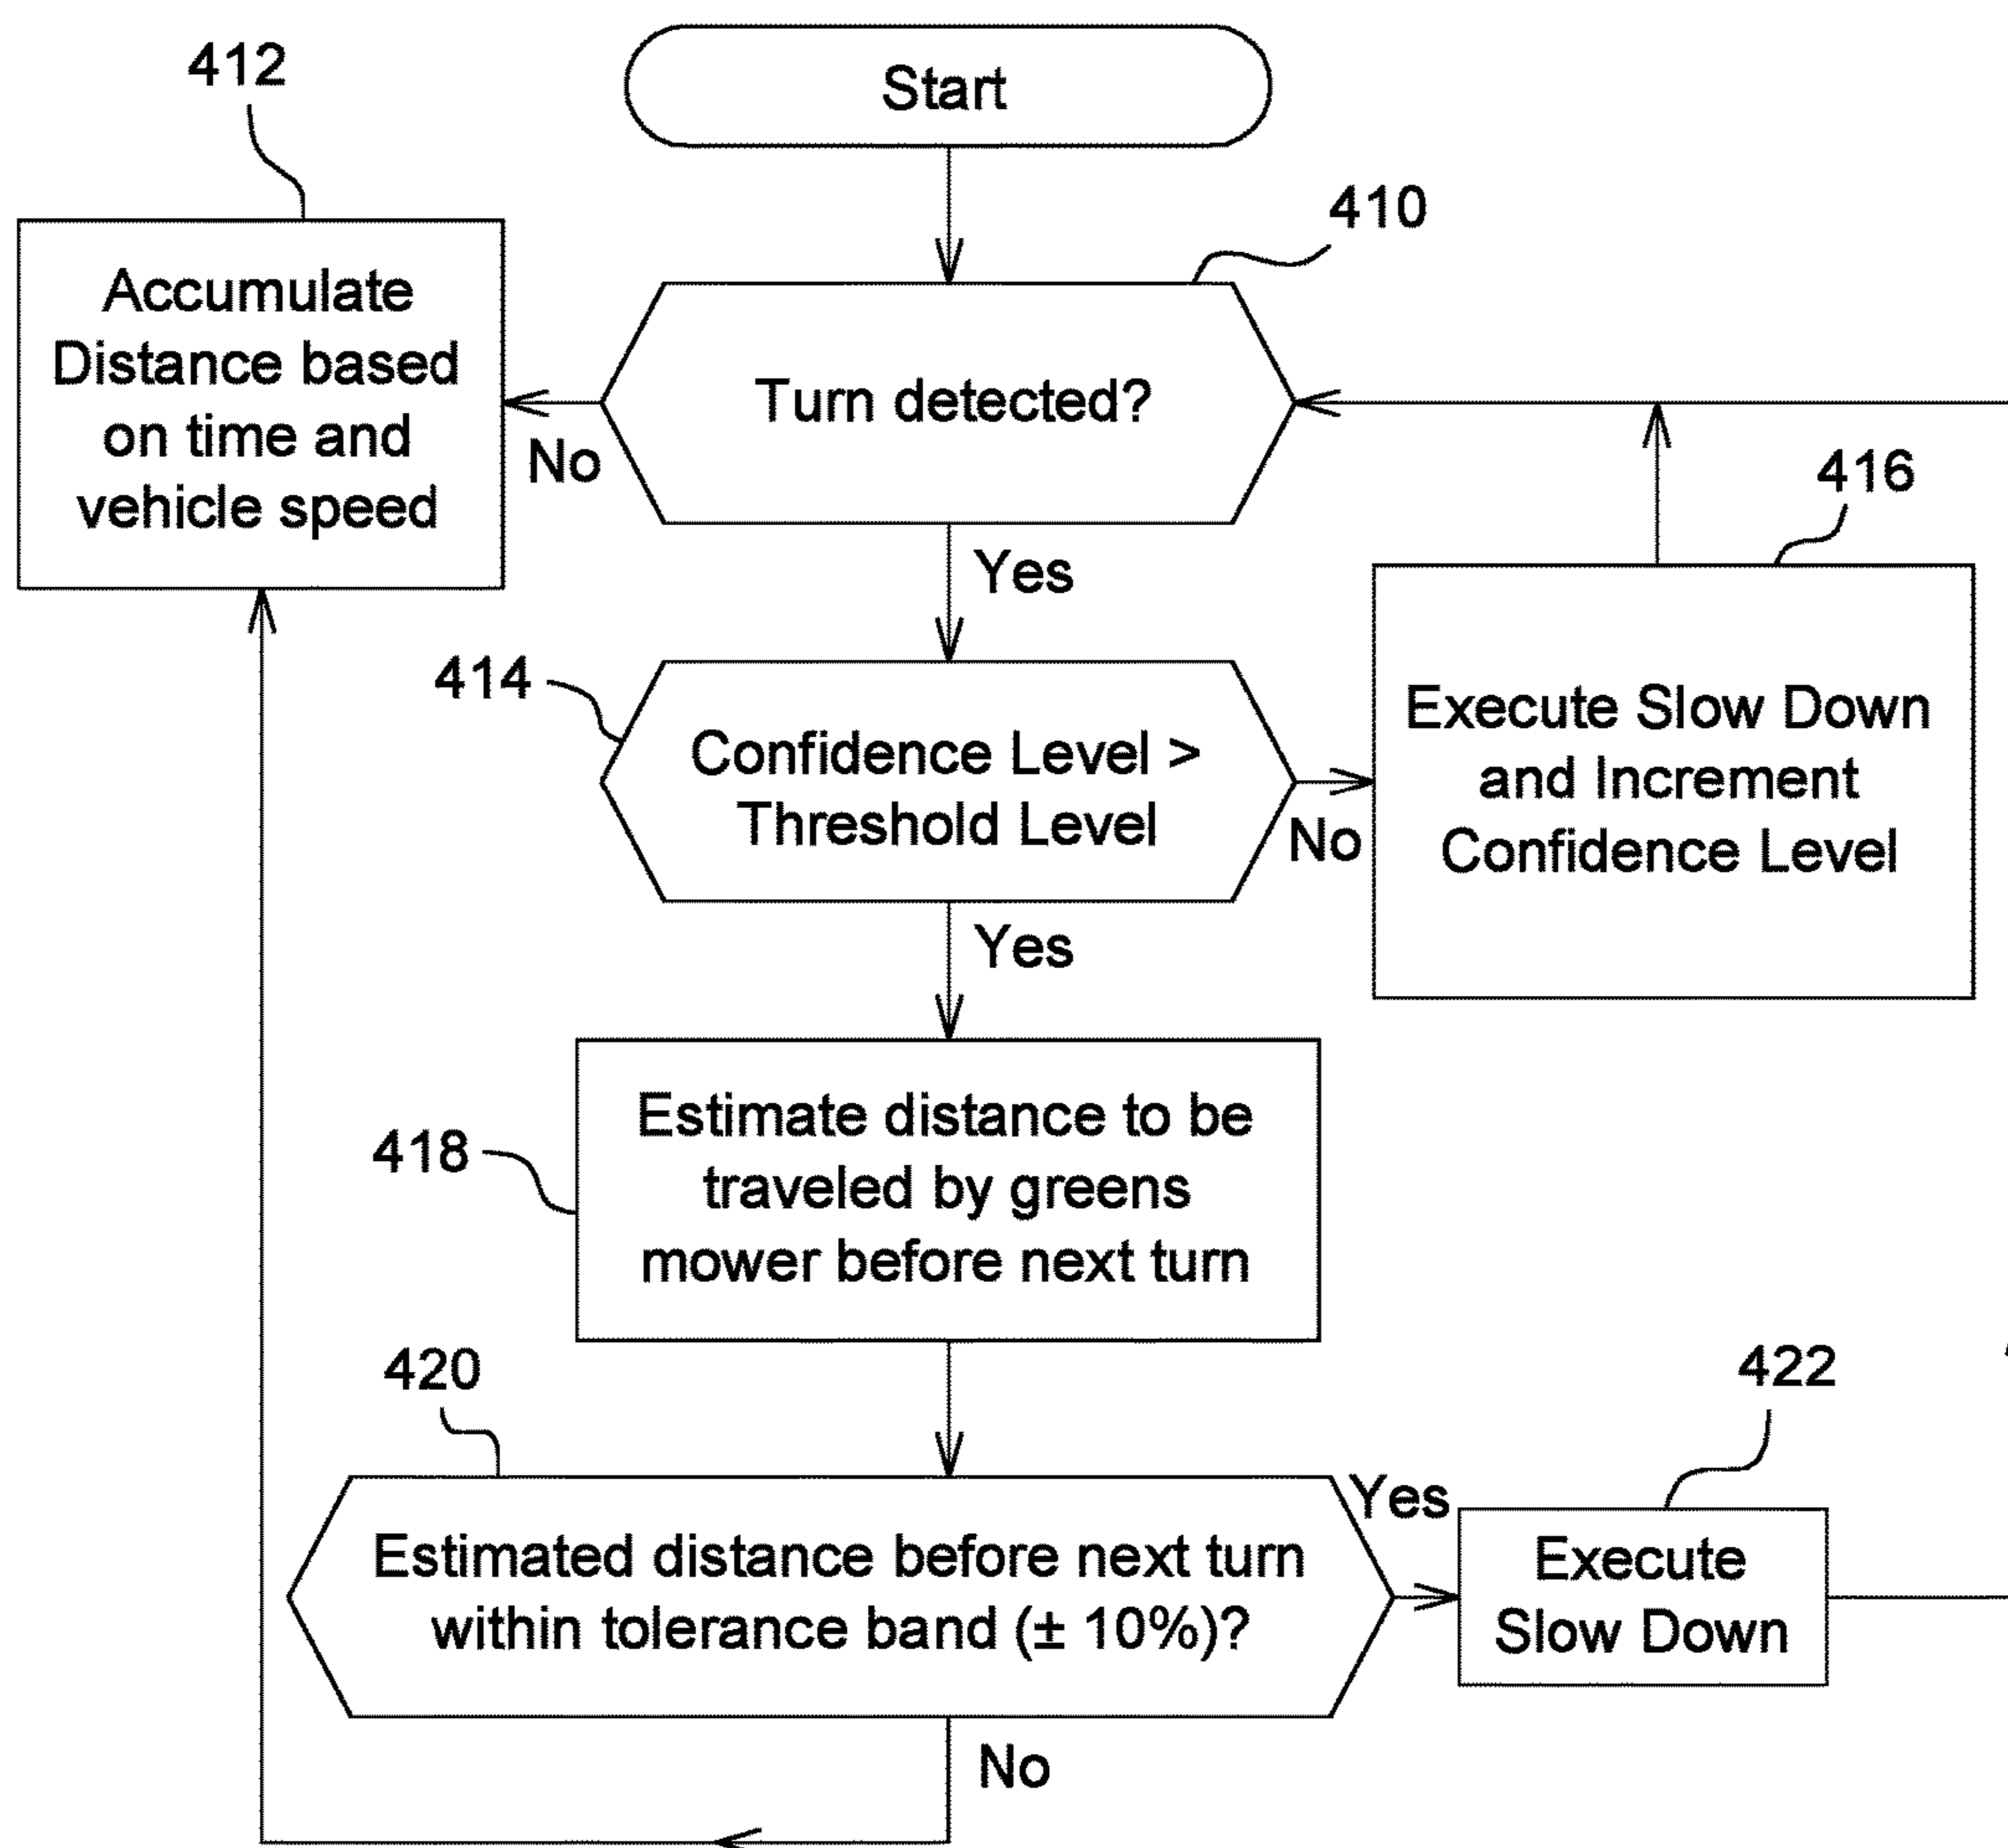 412
Start
410
Accumulate
Distance based
on time and
vehicle speed
Turn detected?
No
416
Yes
414
Confidence Level >
Threshold Level
No
Execute Slow Down
and Increment
Confidence Level
Yes
418
Estimate distance to be
traveled by greens
mower before next turn
420
422
Estimated distance before next turn
within tolerance band (± 10%)?
Yes
Execute
Slow Down
No